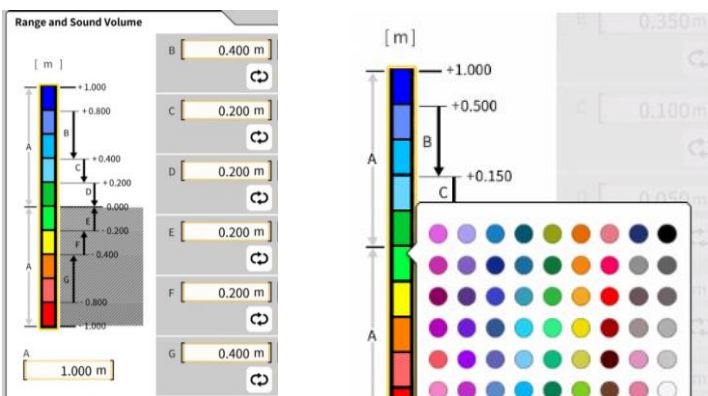 Range and Sound Volume
[ m ]
+ 1.000
+ 0.800
B
A
+ 0.400
C
+ 0.200
D
0.000
E
- 0.200
F
- 0.400
A
G
- 0.800
- 1.000
A
1.000 m
B 0.400 m
C 0.200 m
D 0.200 m
E 0.200 m
F 0.200 m
G 0.400 m
[ m ]
+1.000
+0.500
B
A
+0.150
C
A
B 0.350 m
C 0.100 m
D 0.050 m